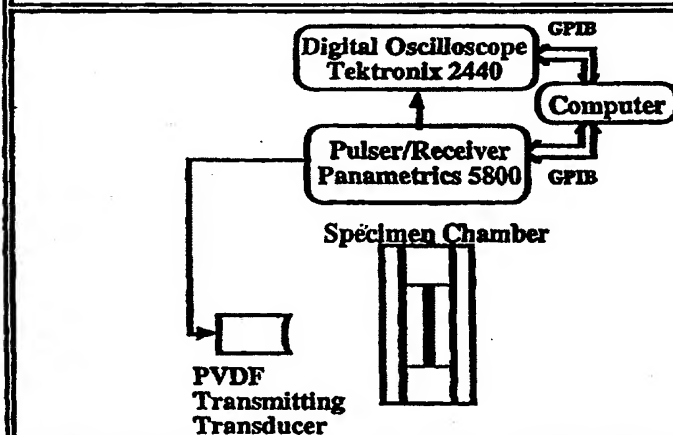 GPIB
Digital Oscilloscope
Tektronix 2440
Computer
Pulser/Receiver
Panametrics 5800
GPIB
Specimen Chamber
PVDF
Transmitting
Transducer